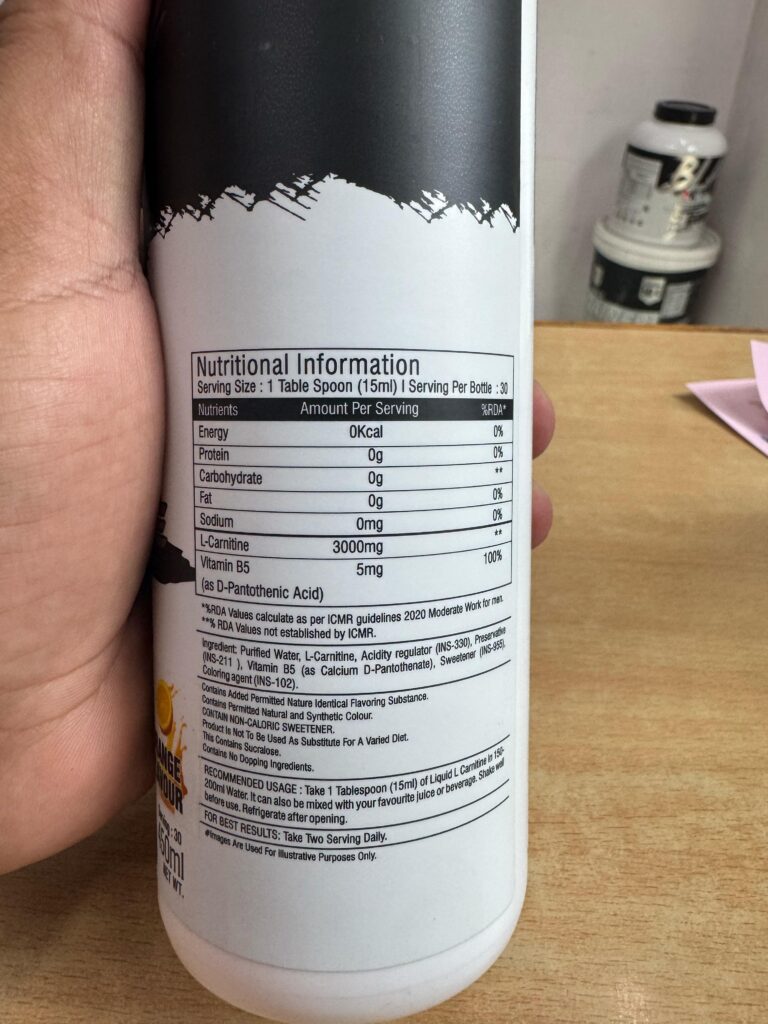 Nutritional Information
Serving Size : 1 Table Spoon (15ml) I Serving Per Bottle : 30
Nutrients Amount Per Serving %RDA*
Energy 0Kcal 0%
Protein 0g 0%
Carbohydrate 0g **
Fat 0g 0%
Sodium 0mg 0%
L-Carnitine 3000mg **
Vitamin B5 5mg 100%
(as D-Pantothenic Acid)
*%RDA Values calculate as per ICMR guidelines 2020 Moderate Work for men.
**% RDA Values not established by ICMR.
Ingredient: Purified Water, L-Carnitine, Acidity regulator (INS-330), Preservative
(INS-211 ), Vitamin B5 (as Calcium D-Pantothenate), Sweetener (INS-955),
Coloring agent (INS-102).
Contains Added Permitted Nature Identical Flavoring Substance.
Contains Permitted Natural and Synthetic Colour.
CONTAIN NON-CALORIC SWEETENER.
Product Is Not To Be Used As Substitute For A Varied Diet.
This Contains Sucralose.
Contains No Dopping Ingredients.
RECOMMENDED USAGE : Take 1 Tablespoon (15ml) of Liquid L Carnitine in 150-
200ml Water. It can also be mixed with your favourite juice or beverage. Shake well
before use. Refrigerate after opening.
FOR BEST RESULTS: Take Two Serving Daily.
#Images Are Used For Illustrative Purposes Only.
ANGE
VOUR
: 30
450ml
NET WT.